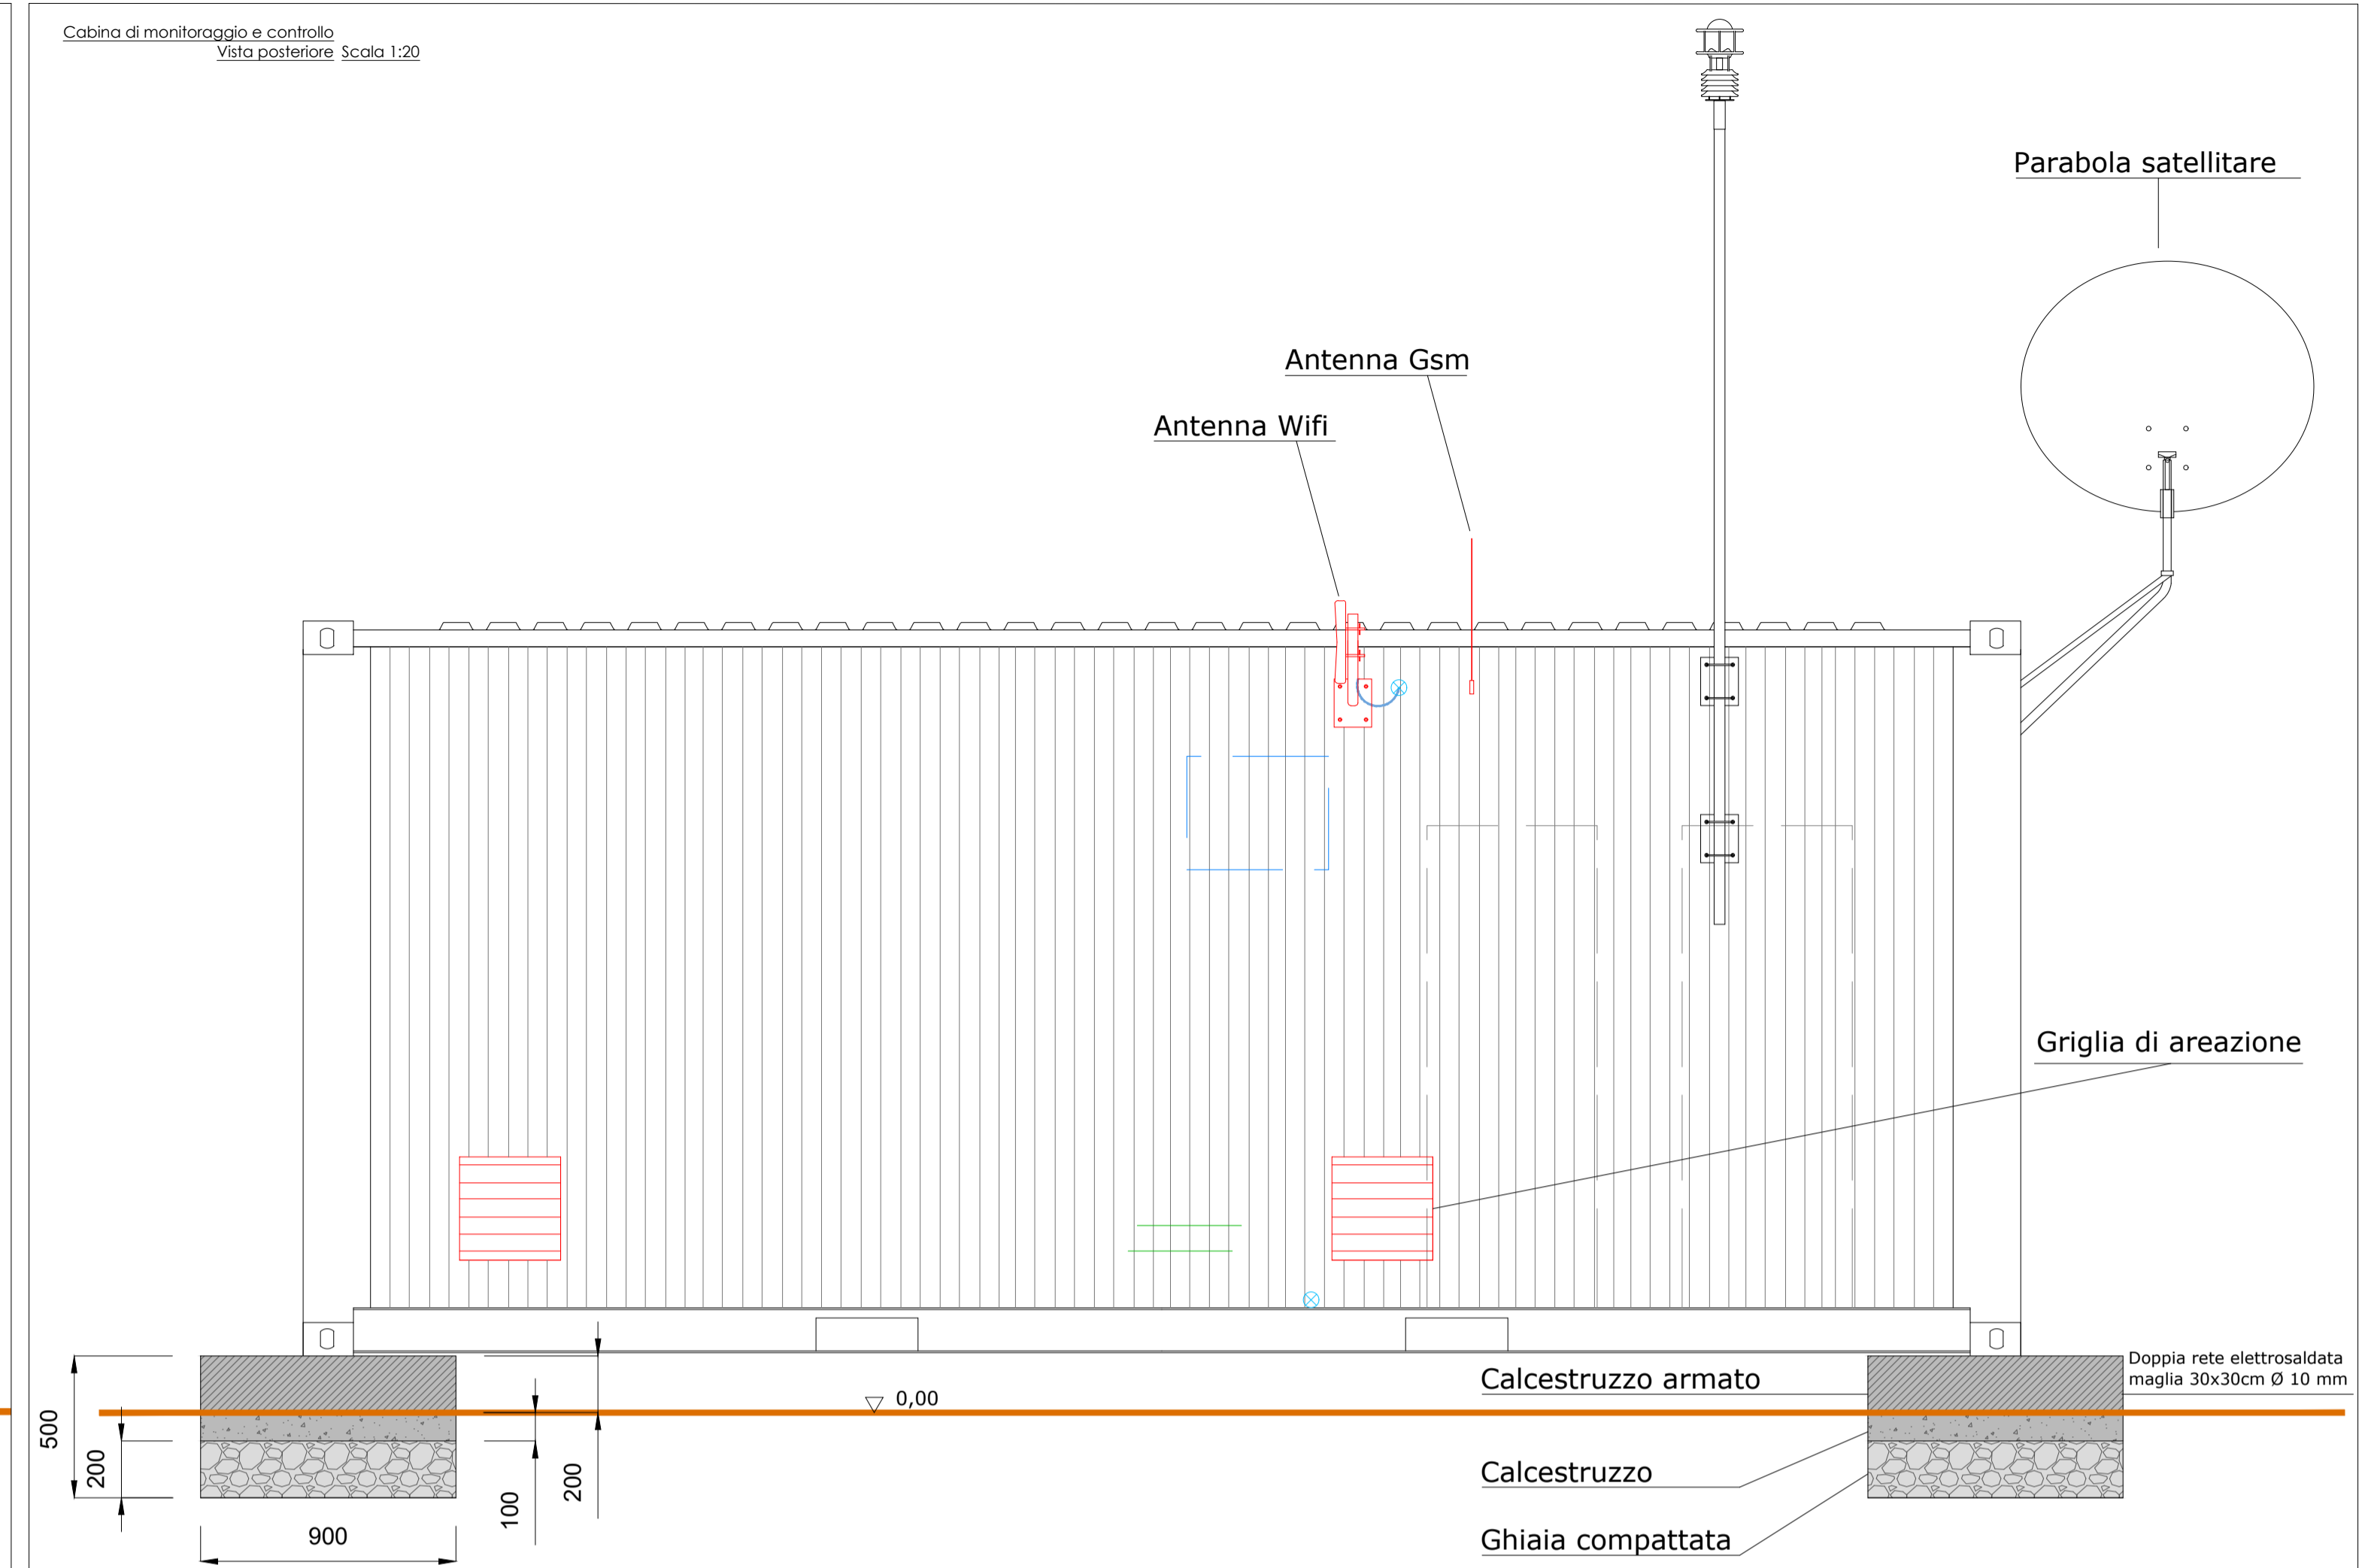 Cabina di monitoraggio e controllo
Vista posteriore Scala 1:20
Parabola satellitare
Antenna Gsm
Antenna Wifi
Griglia di areazione
Doppia rete elettrosaldata
maglia 30x30cm Ø 10 mm
Calcestruzzo armato
0,00
500
200
100
200
900
Calcestruzzo
Ghiaia compattata